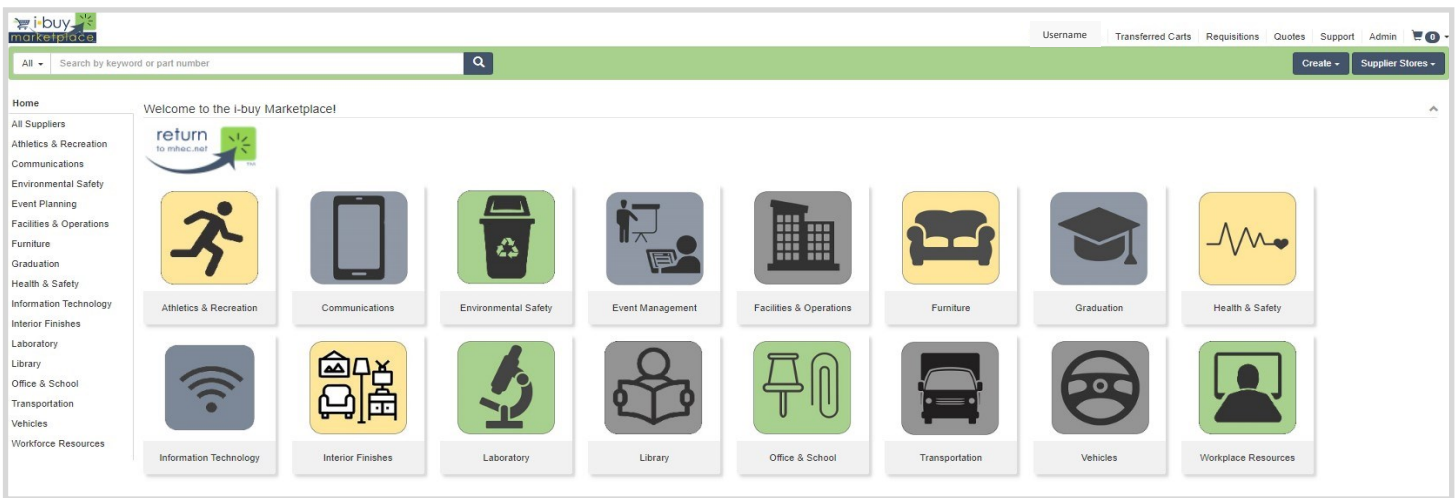 i-buy
marketplace
Username Transferred Carts Requisitions Quotes Support Admin 0
All Search by keyword or part number Create Supplier Stores
Home
All Suppliers
Athletics & Recreation
Communications
Environmental Safety
Event Planning
Facilities & Operations
Furniture
Graduation
Health & Safety
Information Technology
Interior Finishes
Laboratory
Library
Office & School
Transportation
Vehicles
Workforce Resources
Welcome to the i-buy Marketplace!
return
to mhec.net
Athletics & Recreation Communications Environmental Safety Event Management Facilities & Operations Furniture Graduation Health & Safety
Information Technology Interior Finishes Laboratory Library Office & School Transportation Vehicles Workplace Resources